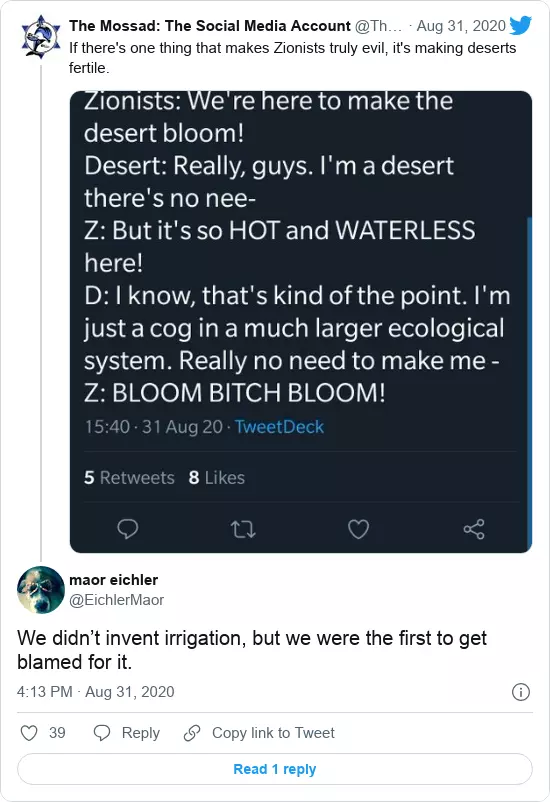 The Mossad: The Social Media Account @Th... · Aug 31, 2020
If there's one thing that makes Zionists truly evil, it's making deserts
fertile.
Zionists: We're here to make the
desert bloom!
Desert: Really, guys. I'm a desert
there's no nee-
Z: But it's so HOT and WATERLESS
here!
D: I know, that's kind of the point. I'm
just a cog in a much larger ecological
system. Really no need to make me -
Z: BLOOM BITCH BLOOM!
15:40 · 31 Aug 20 · TweetDeck
5 Retweets 8 Likes
maor eichler
@EichlerMaor
We didn’t invent irrigation, but we were the first to get
blamed for it.
4:13 PM · Aug 31, 2020
39 Reply Copy link to Tweet
Read 1 reply